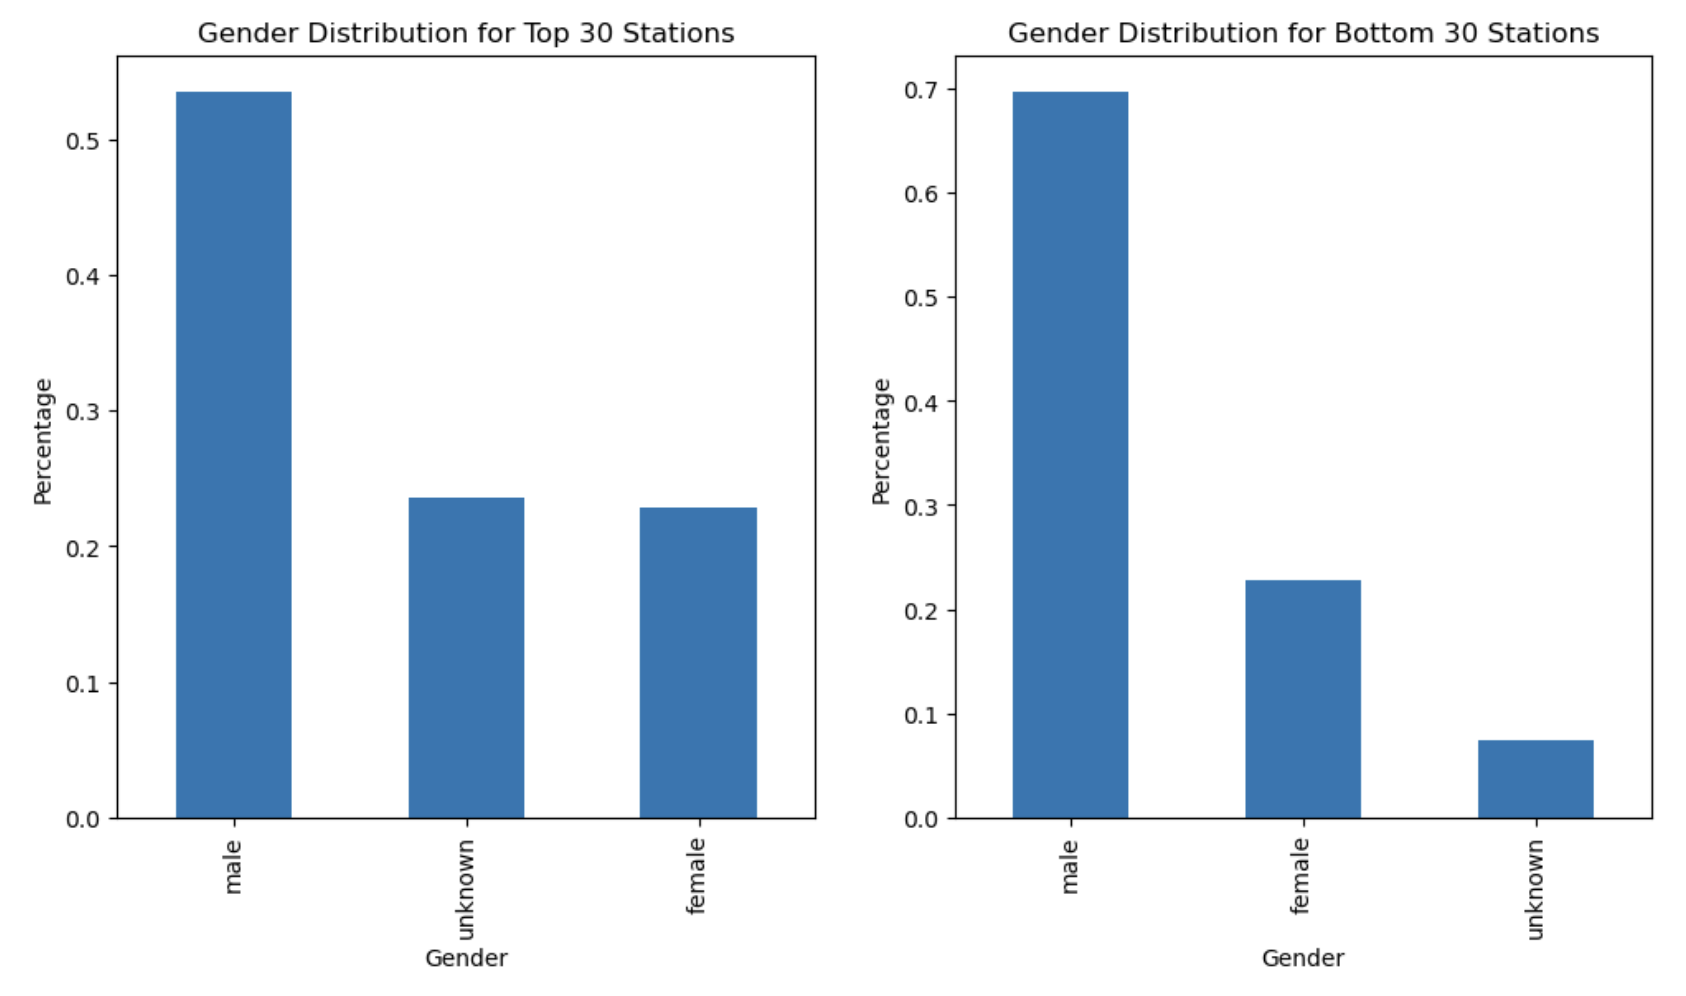 Gender Distribution for Top 30 Stations
Percentage
0.5
0.4
0.3
0.2
0.1
0.0
male
unknown
female
Gender
Gender Distribution for Bottom 30 Stations
Percentage
0.7
0.6
0.5
0.4
0.3
0.2
0.1
0.0
male
female
unknown
Gender